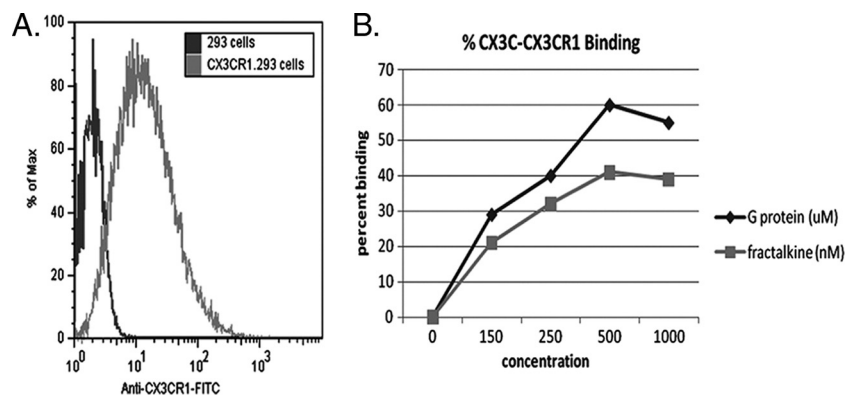 A.
100
80
60
40
20
0
% of Max
293 cells
CX3CR1.293 cells
10^0 10^1 10^2 10^3
Anti-CX3CR1-FITC
B.
% CX3C-CX3CR1 Binding
70
60
50
40
30
20
10
0
percent binding
0 150 250 500 1000
concentration
G protein (uM)
fractalkine (nM)